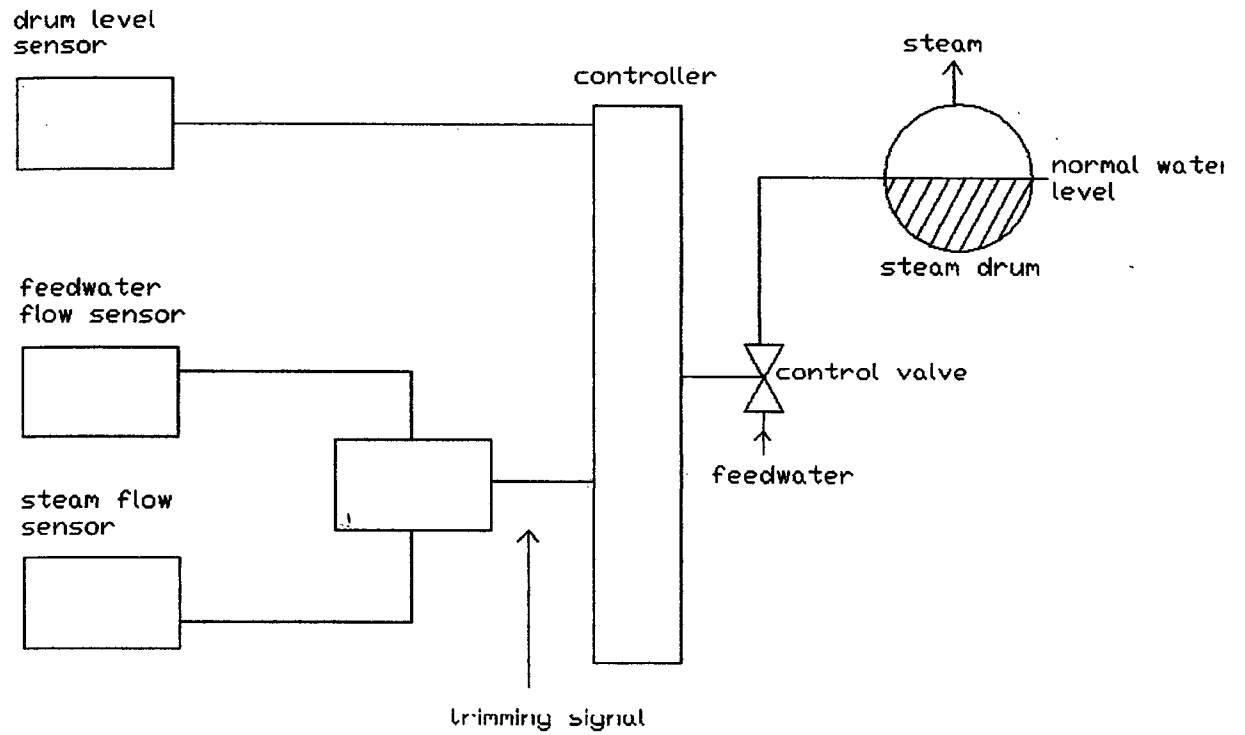 drum level
sensor
controller
steam
normal water
level
steam drum
feedwater
flow sensor
control valve
feedwater
steam flow
sensor
trimming signal